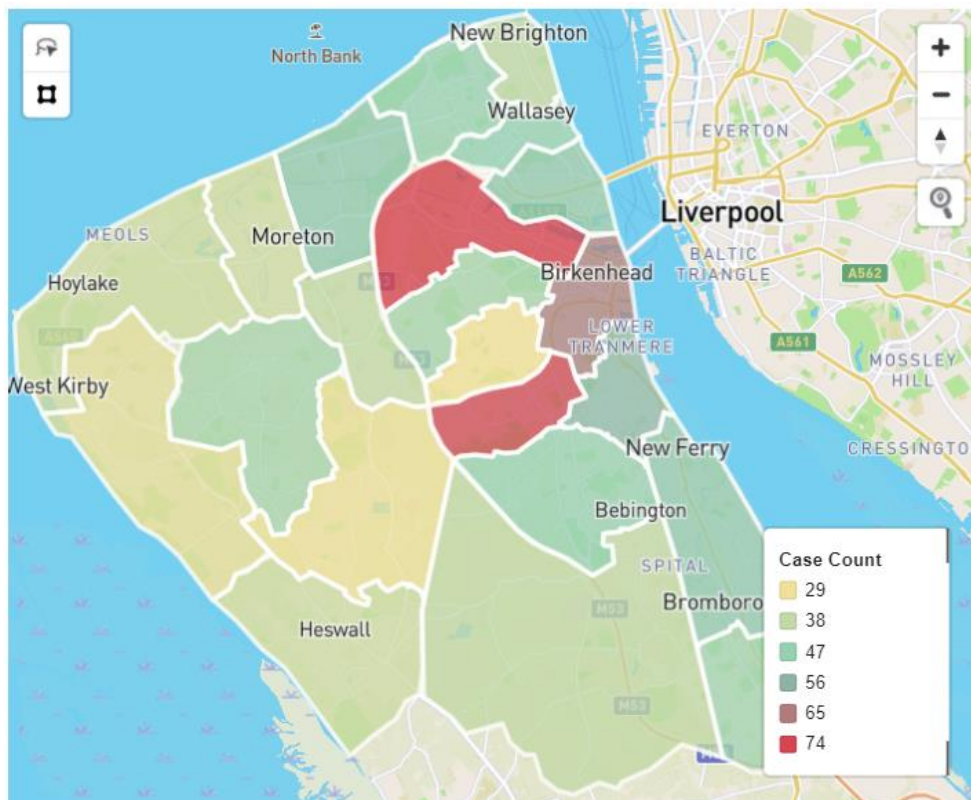 New Brighton
North Bank
Wallasey
EVERTON
Liverpool
MEOLS
Moreton
BALTIC
TRIANGLE
Hoylake
Birkenhead
A562
M53
LOWER
TRANMERE
A561
M53
MOSSLEY
HILL
West Kirby
New Ferry
CRESSINGTO
Bebington
SPITAL
Bromboro
M53
Heswall
M53
Case Count
29
38
47
56
65
74